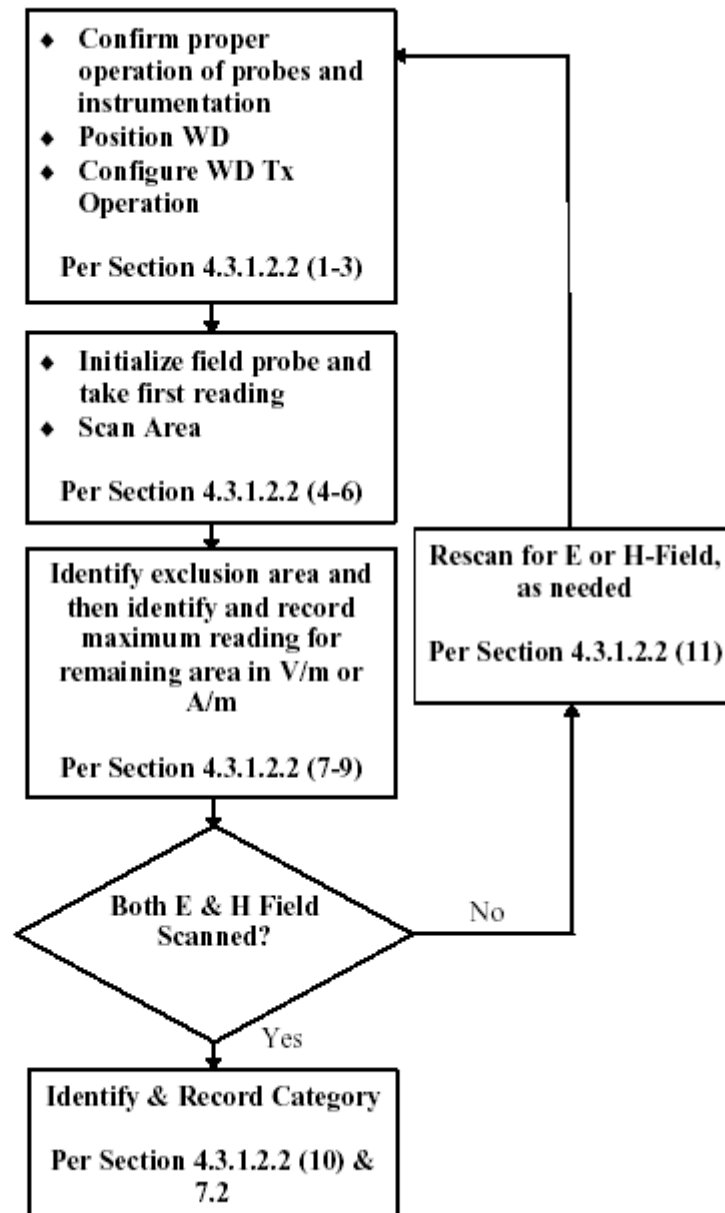 ♦ Confirm proper
operation of probes and
instrumentation
♦ Position WD
♦ Configure WD Tx
Operation
Per Section 4.3.1.2.2 (1-3)
♦ Initialize field probe and
take first reading
♦ Scan Area
Per Section 4.3.1.2.2 (4-6)
Identify exclusion area and
then identify and record
maximum reading for
remaining area in V/m or
A/m
Per Section 4.3.1.2.2 (7-9)
Rescan for E or H-Field,
as needed
Per Section 4.3.1.2.2 (11)
Both E & H Field
Scanned?
No
Yes
Identify & Record Category
Per Section 4.3.1.2.2 (10) &
7.2